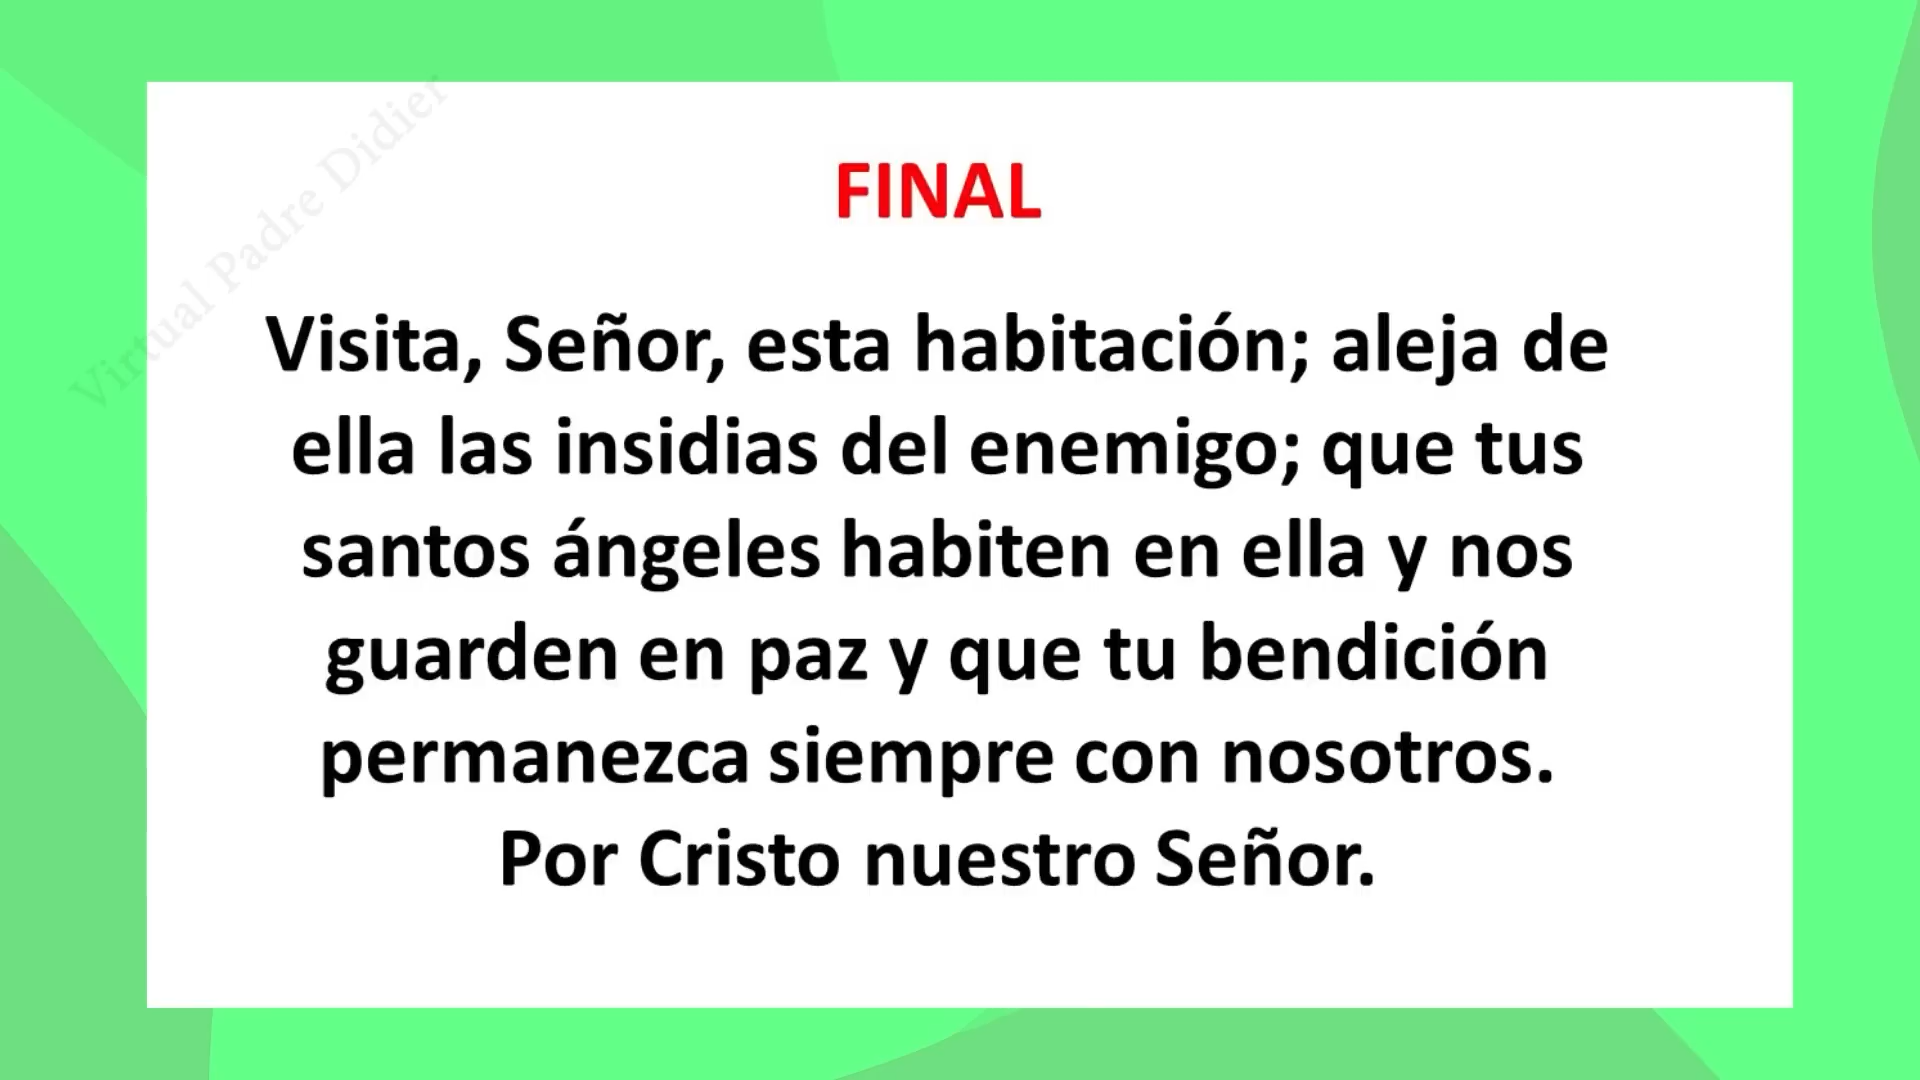 Virtual Padre Didier
FINAL
Visita, Señor, esta habitación; aleja de
ella las insidias del enemigo; que tus
santos ángeles habiten en ella y nos
guarden en paz y que tu bendición
permanezca siempre con nosotros.
Por Cristo nuestro Señor.